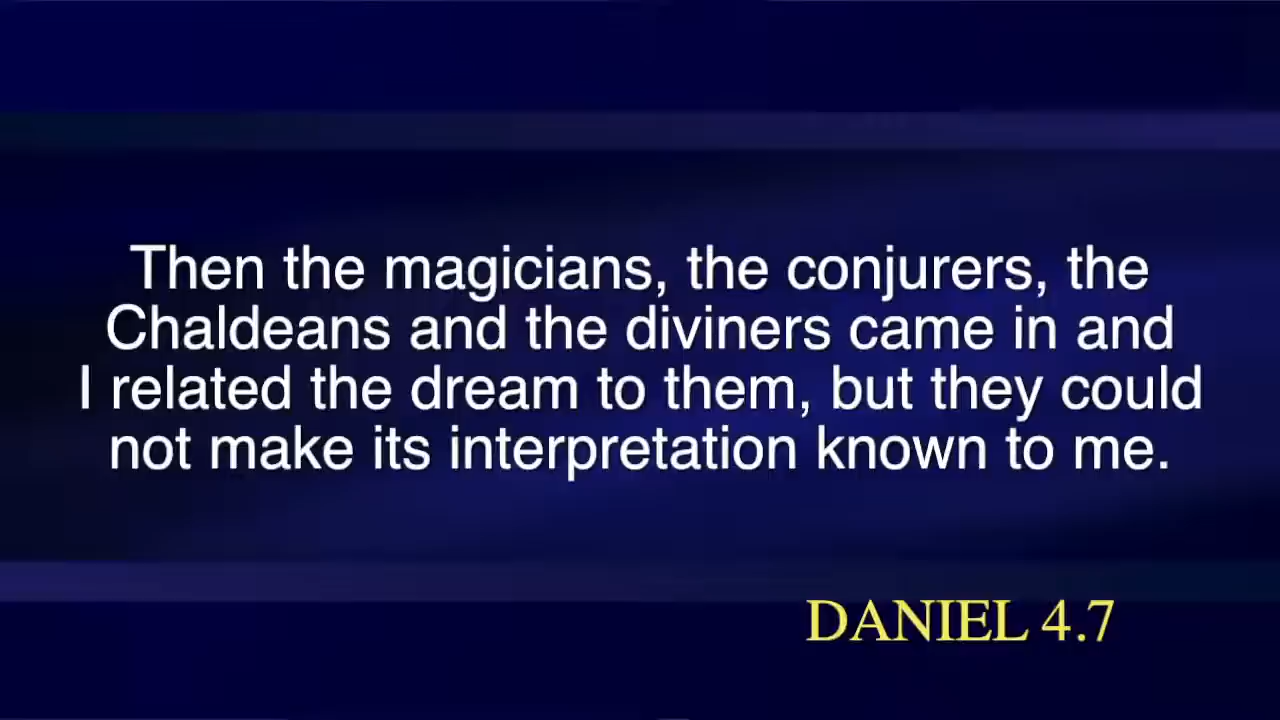 Then the magicians, the conjurers, the
Chaldeans and the diviners came in and
I related the dream to them, but they could
not make its interpretation known to me.
DANIEL 4.7